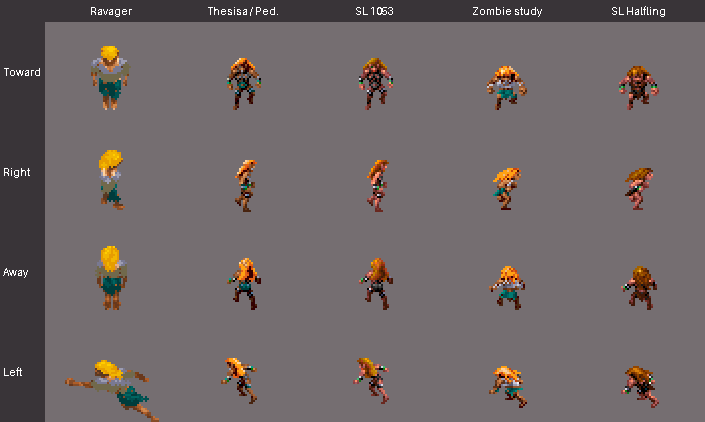 Ravager Thesisa / Ped. SL 1053 Zombie study SL Halfling
Toward
Right
Away
Left